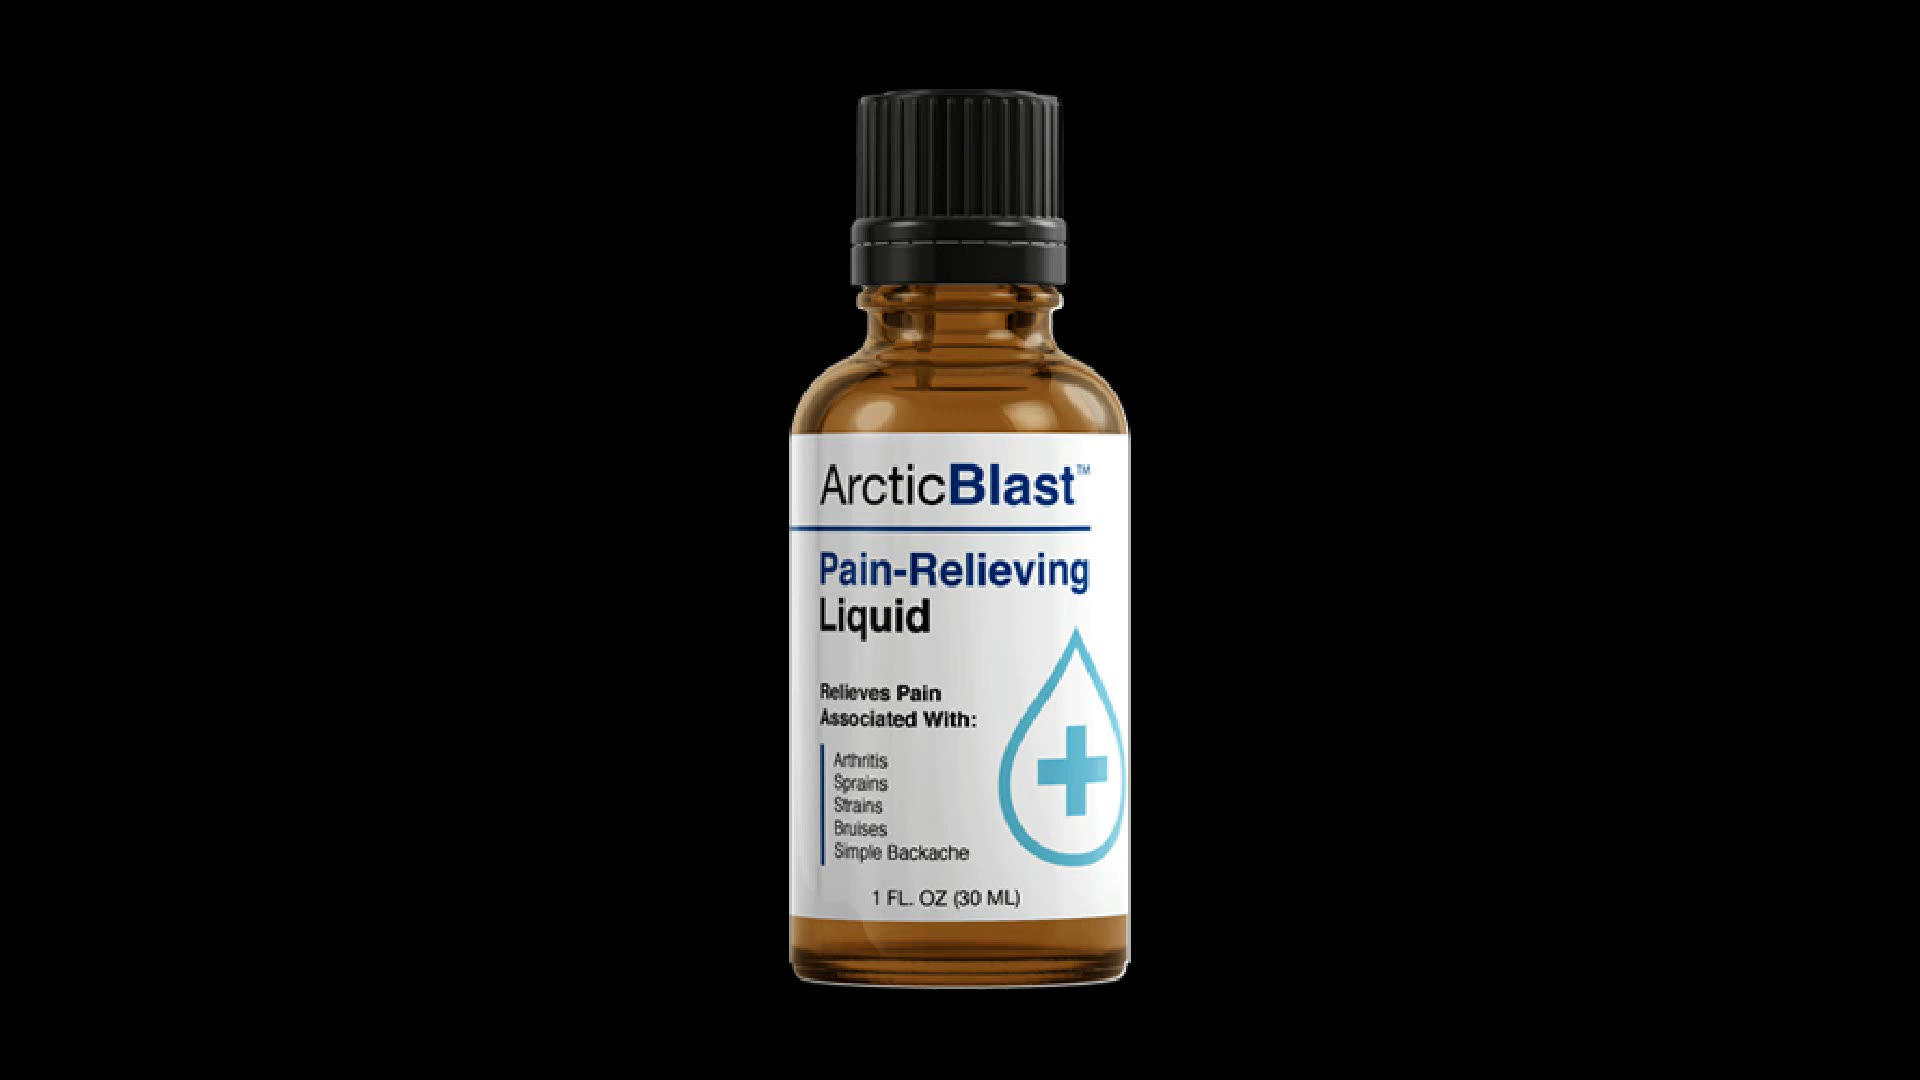 ArcticBlast™
Pain-Relieving
Liquid
Relieves Pain
Associated With:
Arthritis
Sprains
Strains
Bruises
Simple Backache
1 FL. OZ (30 ML)